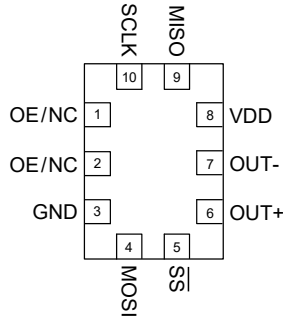 SCLK
MISO
10
9
OE/NC 1
8 VDD
OE/NC 2
7 OUT-
GND 3
6 OUT+
4
5
MOSI
SS